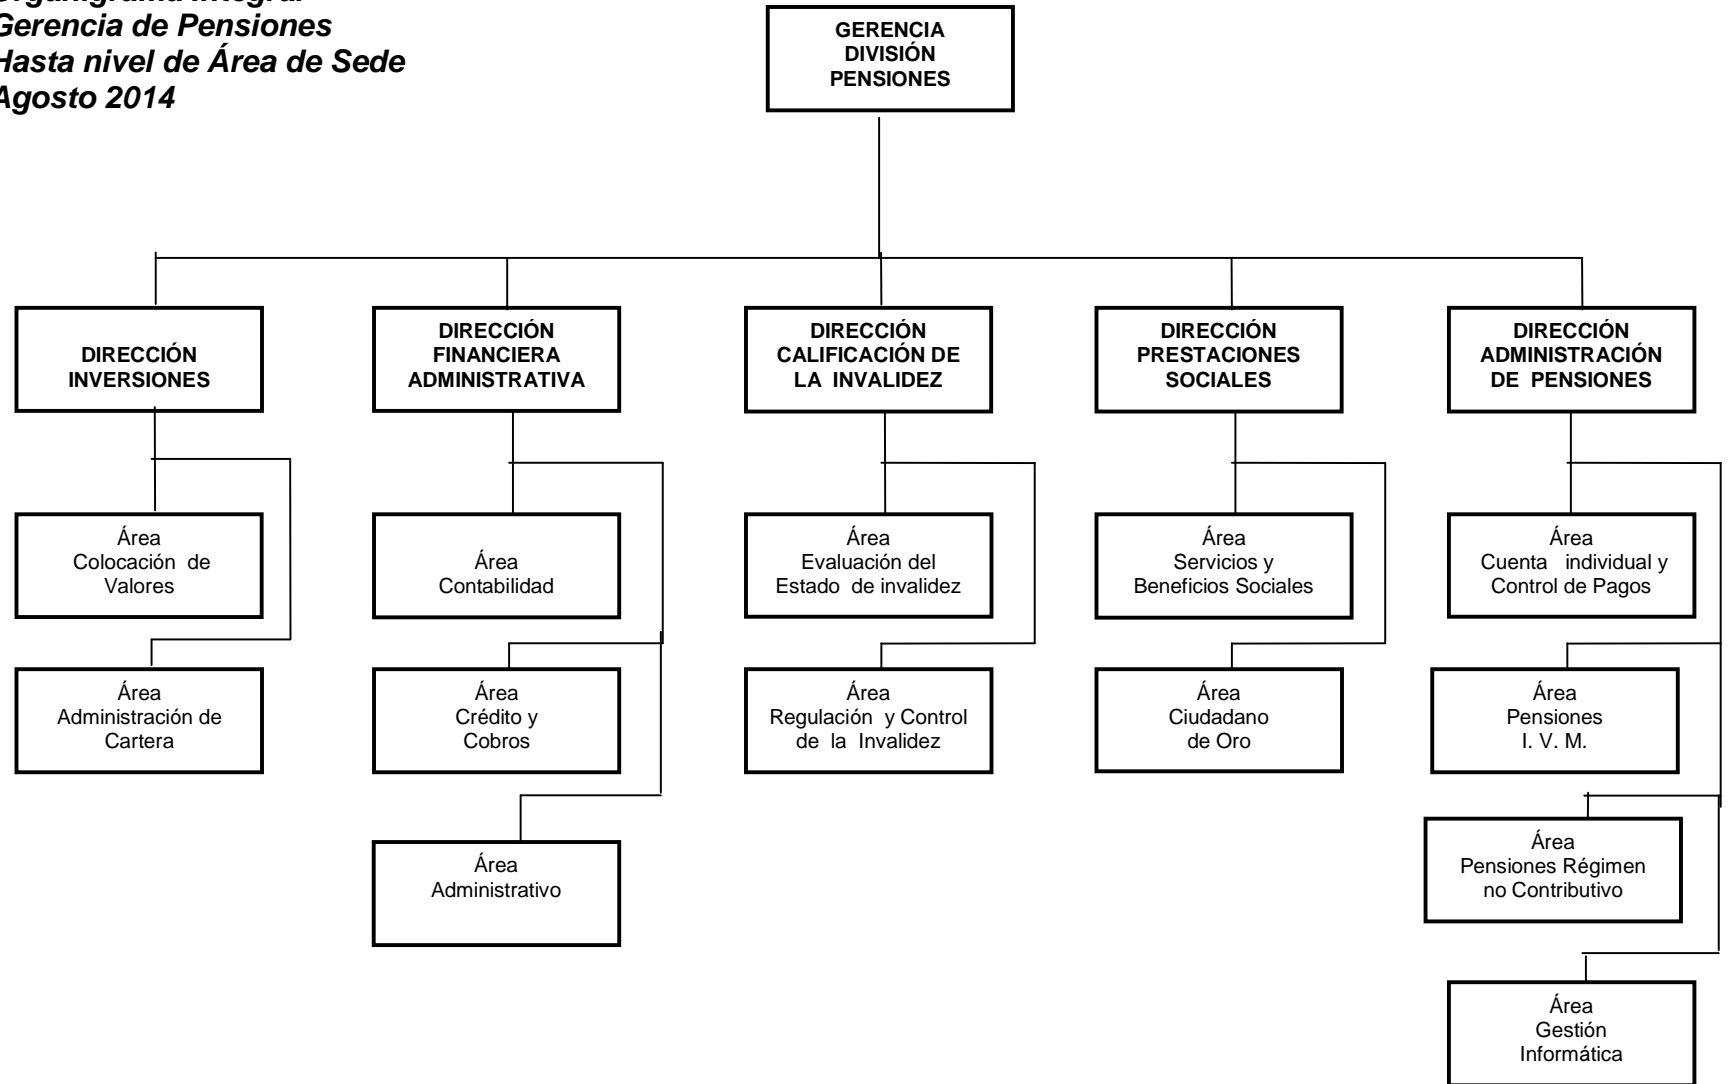 Organigrama Integral
Gerencia de Pensiones
Hasta nivel de Área de Sede
Agosto 2014
GERENCIA
DIVISIÓN
PENSIONES
DIRECCIÓN
INVERSIONES
DIRECCIÓN
FINANCIERA
ADMINISTRATIVA
DIRECCIÓN
CALIFICACIÓN DE
LA INVALIDEZ
DIRECCIÓN
PRESTACIONES
SOCIALES
DIRECCIÓN
ADMINISTRACIÓN
DE PENSIONES
Área
Colocación de
Valores
Área
Contabilidad
Área
Evaluación del
Estado de invalidez
Área
Servicios y
Beneficios Sociales
Área
Cuenta individual y
Control de Pagos
Área
Administración de
Cartera
Área
Crédito y
Cobros
Área
Regulación y Control
de la Invalidez
Área
Ciudadano
de Oro
Área
Pensiones
I. V. M.
Área
Administrativo
Área
Pensiones Régimen
no Contributivo
Área
Gestión
Informática